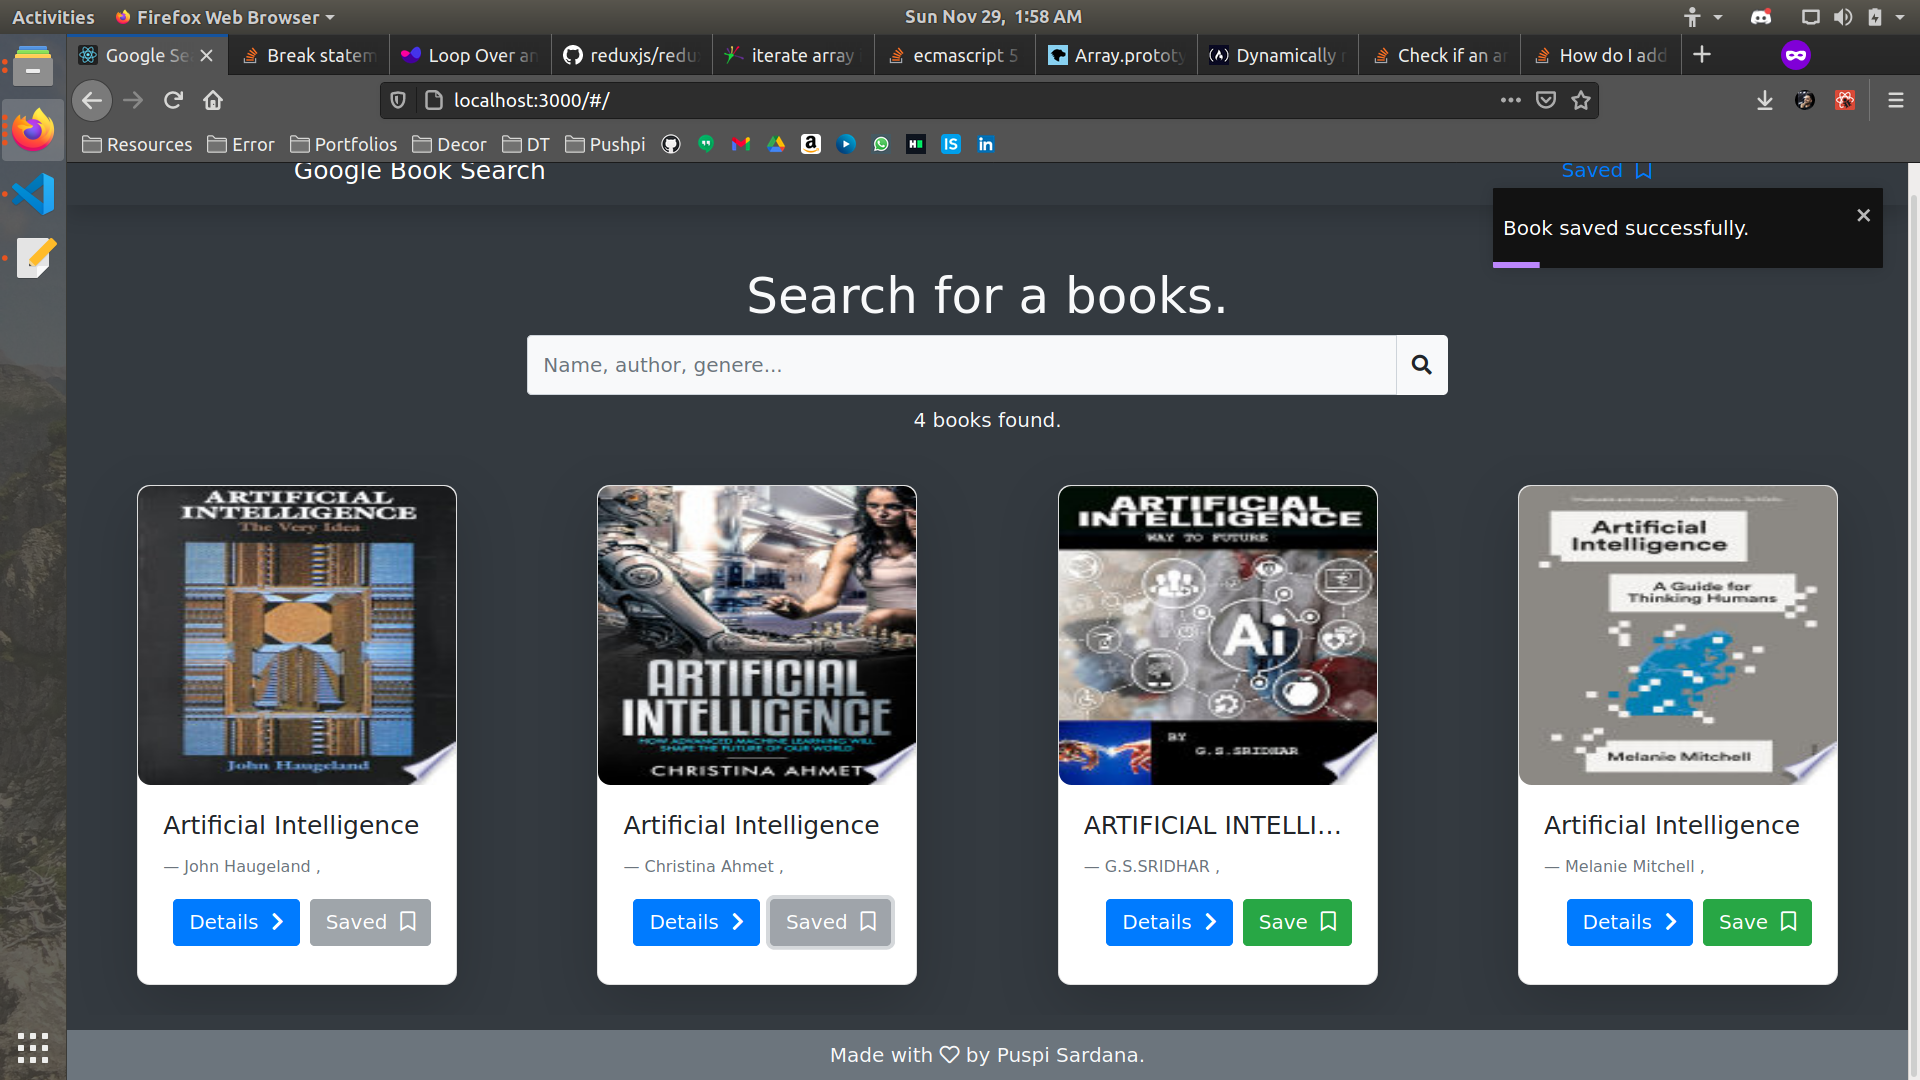 Activities Firefox Web Browser Sun Nov 29, 1:58 AM
Google Se Break statem Loop Over an reduxjs/redu iterate array ecmascript 5 Array.prototy Dynamically Check if an ar How do I add
localhost:3000/#/
Resources Error Portfolios Decor DT Pushpi
Google Book Search Saved
Book saved successfully.
Search for a books.
Name, author, genere...
4 books found.
ARTIFICIAL
INTELLIGENCE
The Very Idea
John Haugeland
ARTIFICIAL
INTELLIGENCE
HOW ADVANCED MACHINE LEARNING WILL
SHAPE THE FUTURE OF OUR WORLD
CHRISTINA AHMET
ARTIFICIAL
INTELLIGENCE
WAY TO FUTURE
Ai
BY
G.S.SRIDHAR
Artificial
Intelligence
A Guide for
Thinking Humans
Melanie Mitchell
Artificial Intelligence
— John Haugeland ,
Details Saved
Artificial Intelligence
— Christina Ahmet ,
Details Saved
ARTIFICIAL INTELLI...
— G.S.SRIDHAR ,
Details Save
Artificial Intelligence
— Melanie Mitchell ,
Details Save
Made with by Puspi Sardana.